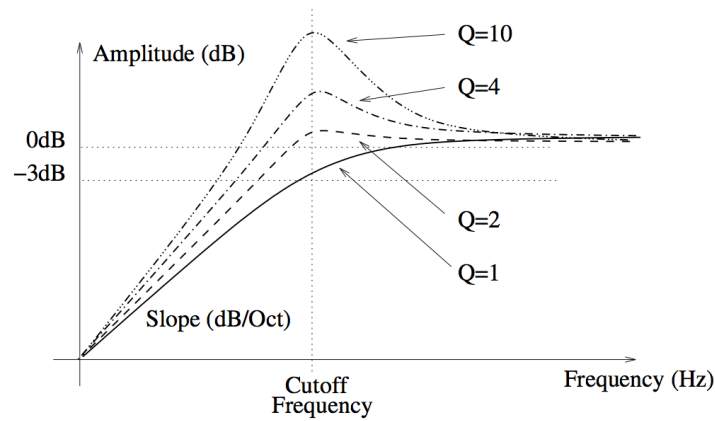 Amplitude (dB)
Q=10
Q=4
0dB
−3dB
Q=2
Q=1
Slope (dB/Oct)
Cutoff
Frequency
Frequency (Hz)